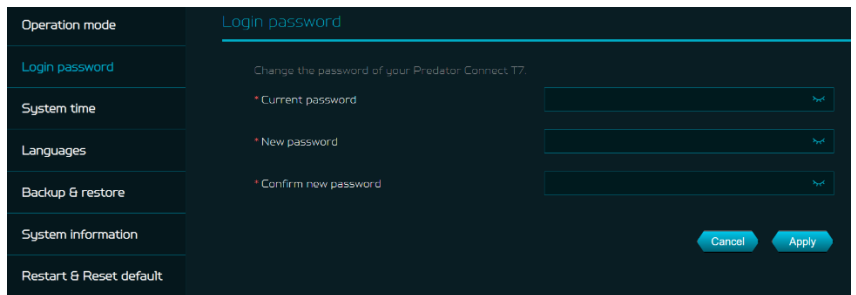 Operation mode
Login password
System time
Languages
Backup & restore
System information
Restart & Reset default
Login password
Change the password of your Predator Connect T7.
* Current password
* New password
* Confirm new password
Cancel
Apply